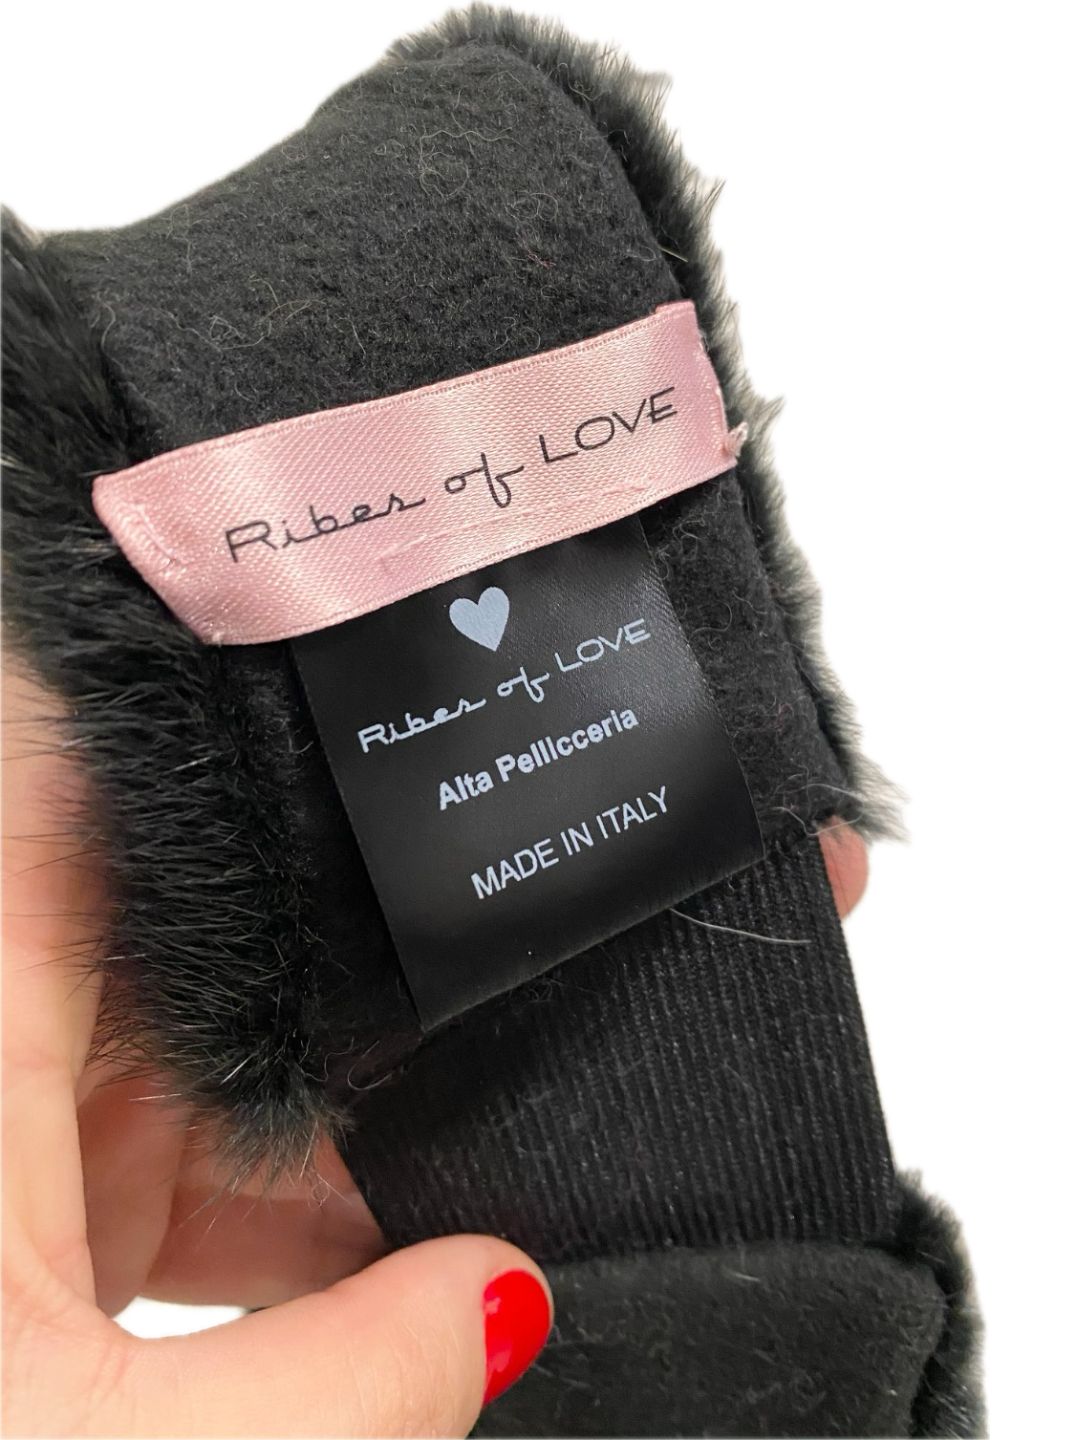 Ribes of LOVE
Ribes of LOVE
Alta Pellicceria
MADE IN ITALY